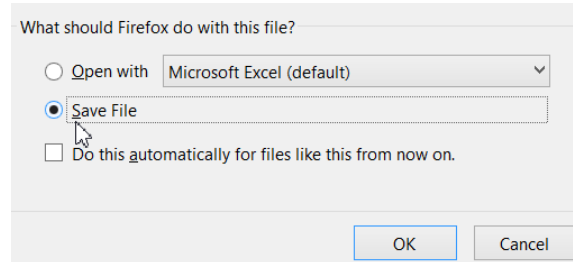 What should Firefox do with this file?
Open with Microsoft Excel (default)
Save File
Do this automatically for files like this from now on.
OK Cancel